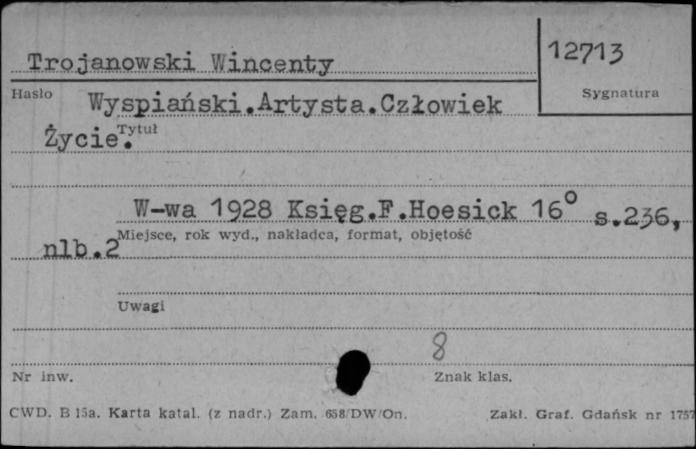 Trojanowski Wincenty
12713
Sygnatura
Hasło
Wyspiański.Artysta.Człowiek
Tytuł
Życie.
W-wa 1928 Księg.F.Hoesick 16° s.236,
Miejsce, rok wyd., nakładca, format, objętość
nlb.2
Uwagi
8
Nr inw.
Znak klas.
CWD. B 15a. Karta katal. (z nadr.) Zam. 658/DW/On.
Zakł. Graf. Gdańsk nr 1757